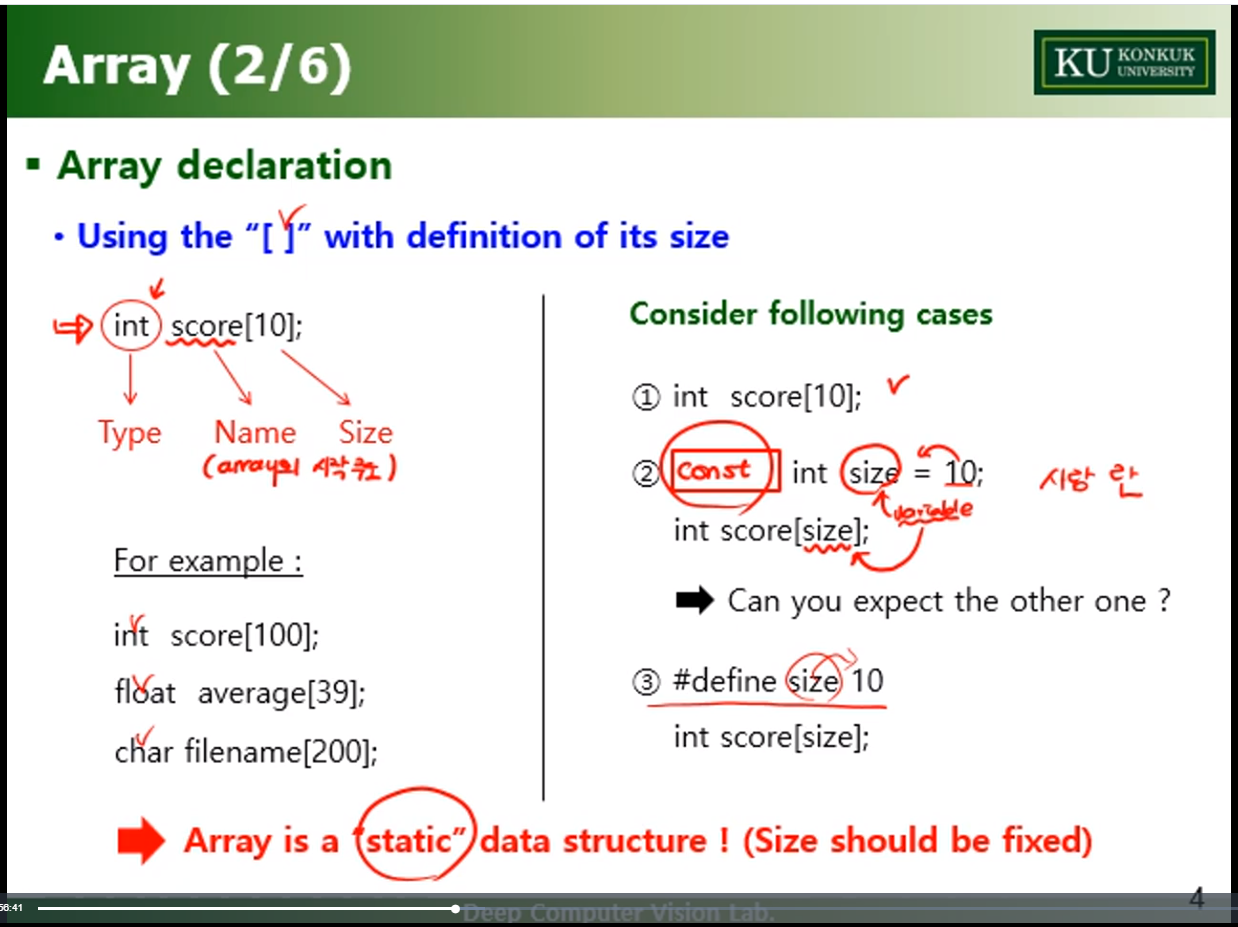 Array (2/6)
KU KONKUK
UNIVERSITY
▪ Array declaration
• Using the “[ ]” with definition of its size
int score[10];
Type Name Size
(array의 시작주소)
For example :
int score[100];
float average[39];
char filename[200];
Consider following cases
① int score[10];
② const int size = 10;
variable
int score[size];
➡ Can you expect the other one ?
③ #define size 10
int score[size];
➡ Array is a “static” data structure ! (Size should be fixed)
4
56:41
Deep Computer Vision Lab.